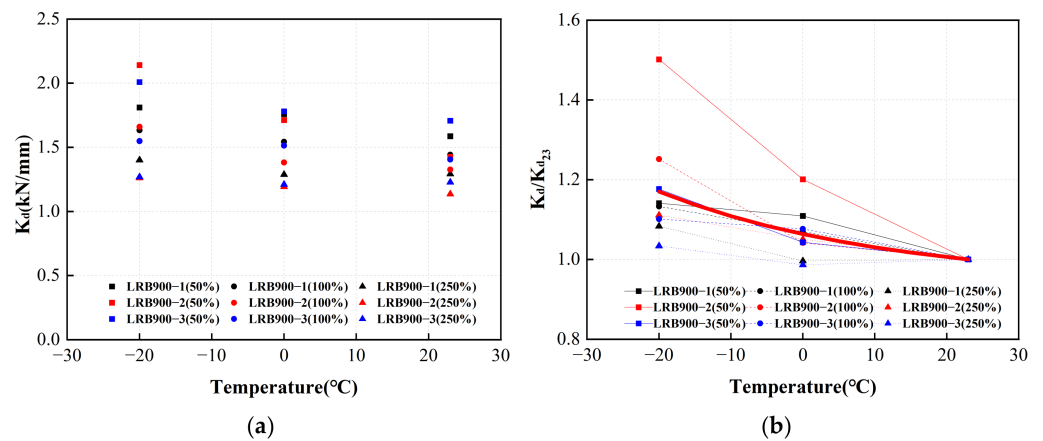 2.5
2.0
1.5
1.0
0.5
0.0
Kd(kN/mm)
LRB900−1(50%) LRB900−1(100%) LRB900−1(250%)
LRB900−2(50%) LRB900−2(100%) LRB900−2(250%)
LRB900−3(50%) LRB900−3(100%) LRB900−3(250%)
−30 −20 −10 0 10 20 30
Temperature(℃)
(a)
1.6
1.4
1.2
1.0
0.8
Kd/Kd23
LRB900−1(50%) LRB900−1(100%) LRB900−1(250%)
LRB900−2(50%) LRB900−2(100%) LRB900−2(250%)
LRB900−3(50%) LRB900−3(100%) LRB900−3(250%)
−30 −20 −10 0 10 20 30
Temperature(℃)
(b)